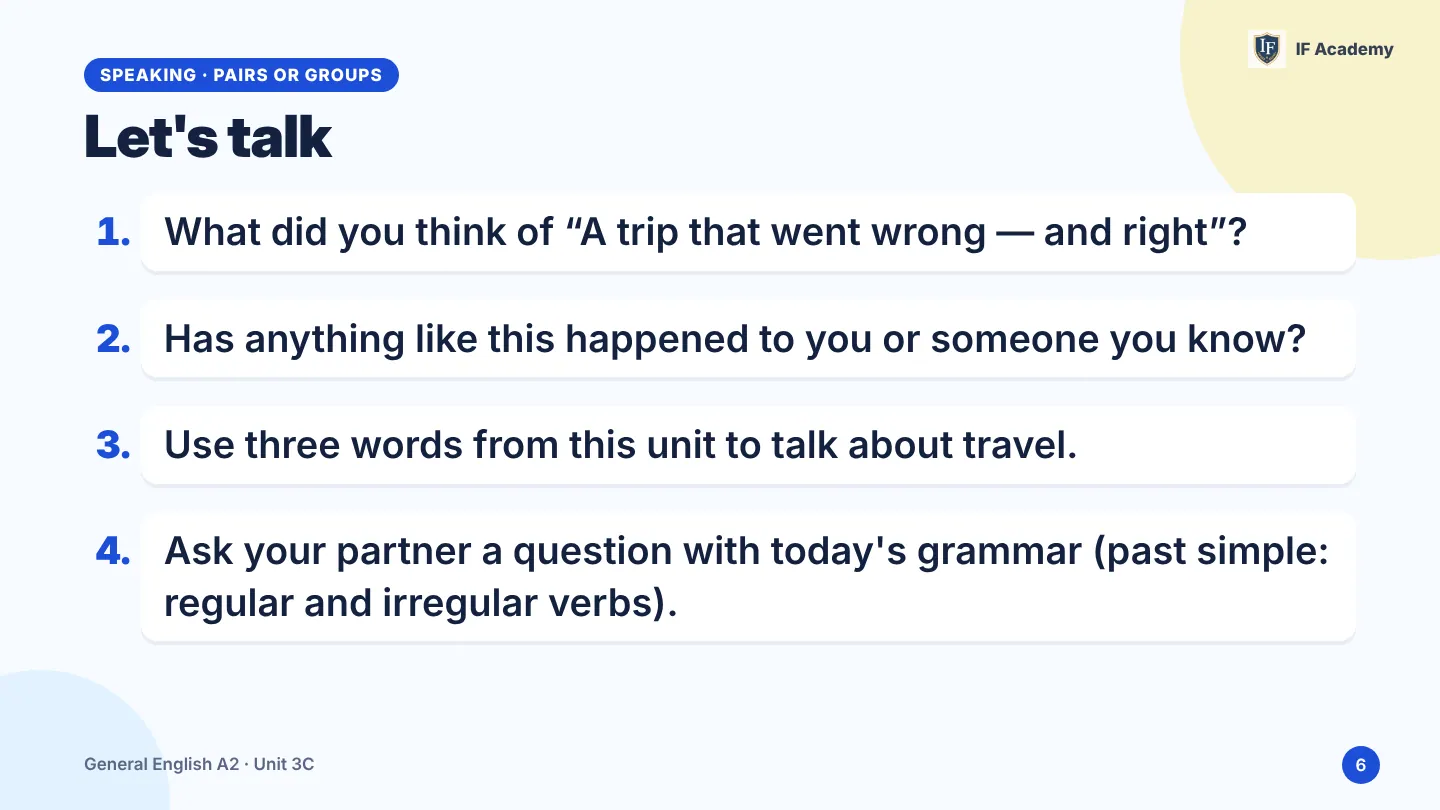 IF
IF Academy
SPEAKING · PAIRS OR GROUPS
Let's talk
1. What did you think of “A trip that went wrong — and right”?
2. Has anything like this happened to you or someone you know?
3. Use three words from this unit to talk about travel.
4. Ask your partner a question with today's grammar (past simple:
regular and irregular verbs).
General English A2 · Unit 3C
6